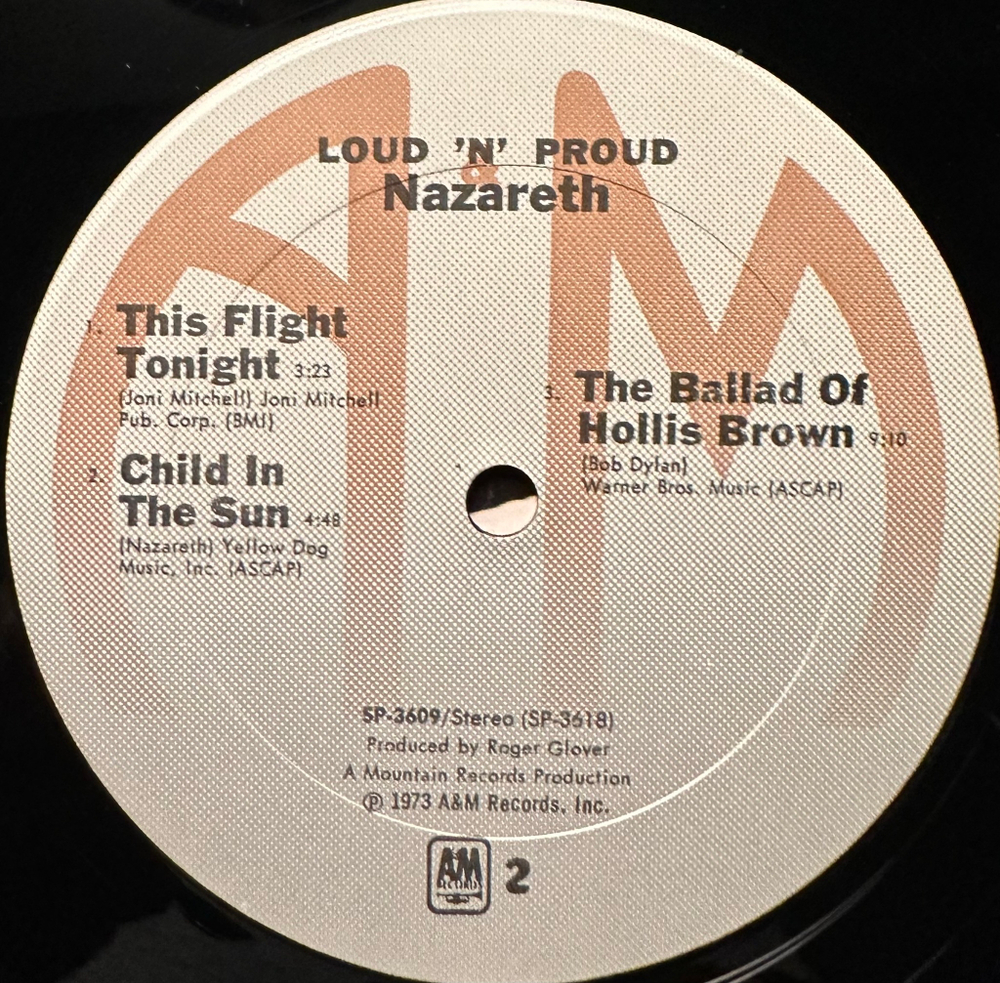 LOUD 'N' PROUD
Nazareth
1. This Flight
Tonight 3:23
(Joni Mitchell) Joni Mitchell
Pub. Corp. (BMI)
2. Child In
The Sun 4:48
(Nazareth) Yellow Dog
Music, Inc. (ASCAP)
3. The Ballad Of
Hollis Brown 9:10
(Bob Dylan)
Warner Bros. Music (ASCAP)
SP-3609/Stereo (SP-3618)
Produced by Roger Glover
A Mountain Records Production
℗ 1973 A&M Records, Inc.
A&M RECORDS 2